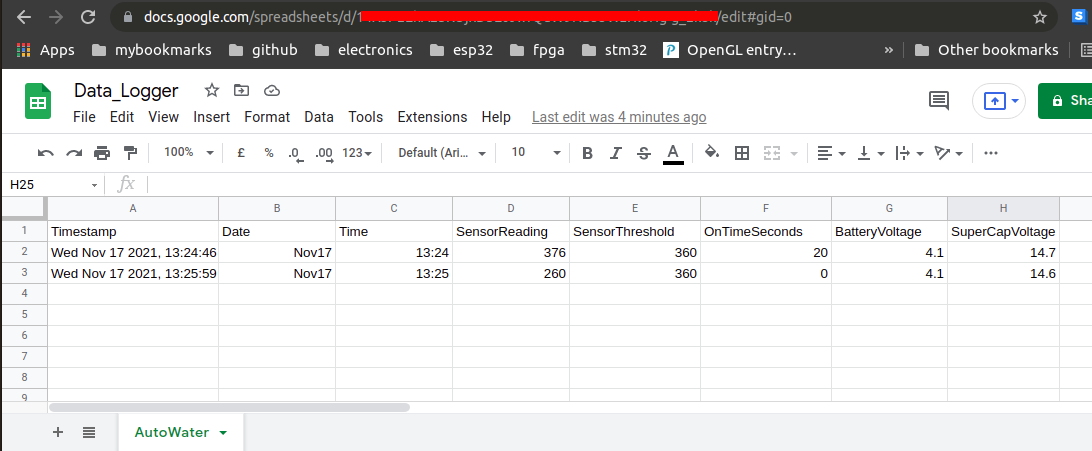 docs.google.com/spreadsheets/d/1 /edit#gid=0
Apps mybookmarks github electronics esp32 fpga stm32 P OpenGL entry… » Other bookmarks
Data_Logger
File Edit View Insert Format Data Tools Extensions Help Last edit was 4 minutes ago
100% £ % .0 .00 123 Default (Ari... 10 B I S A ...
H25 fx
A B C D E F G H
1 Timestamp Date Time SensorReading SensorThreshold OnTimeSeconds BatteryVoltage SuperCapVoltage
2 Wed Nov 17 2021, 13:24:46 Nov17 13:24 376 360 20 4.1 14.7
3 Wed Nov 17 2021, 13:25:59 Nov17 13:25 260 360 0 4.1 14.6
4
5
6
7
8
9
+ AutoWater